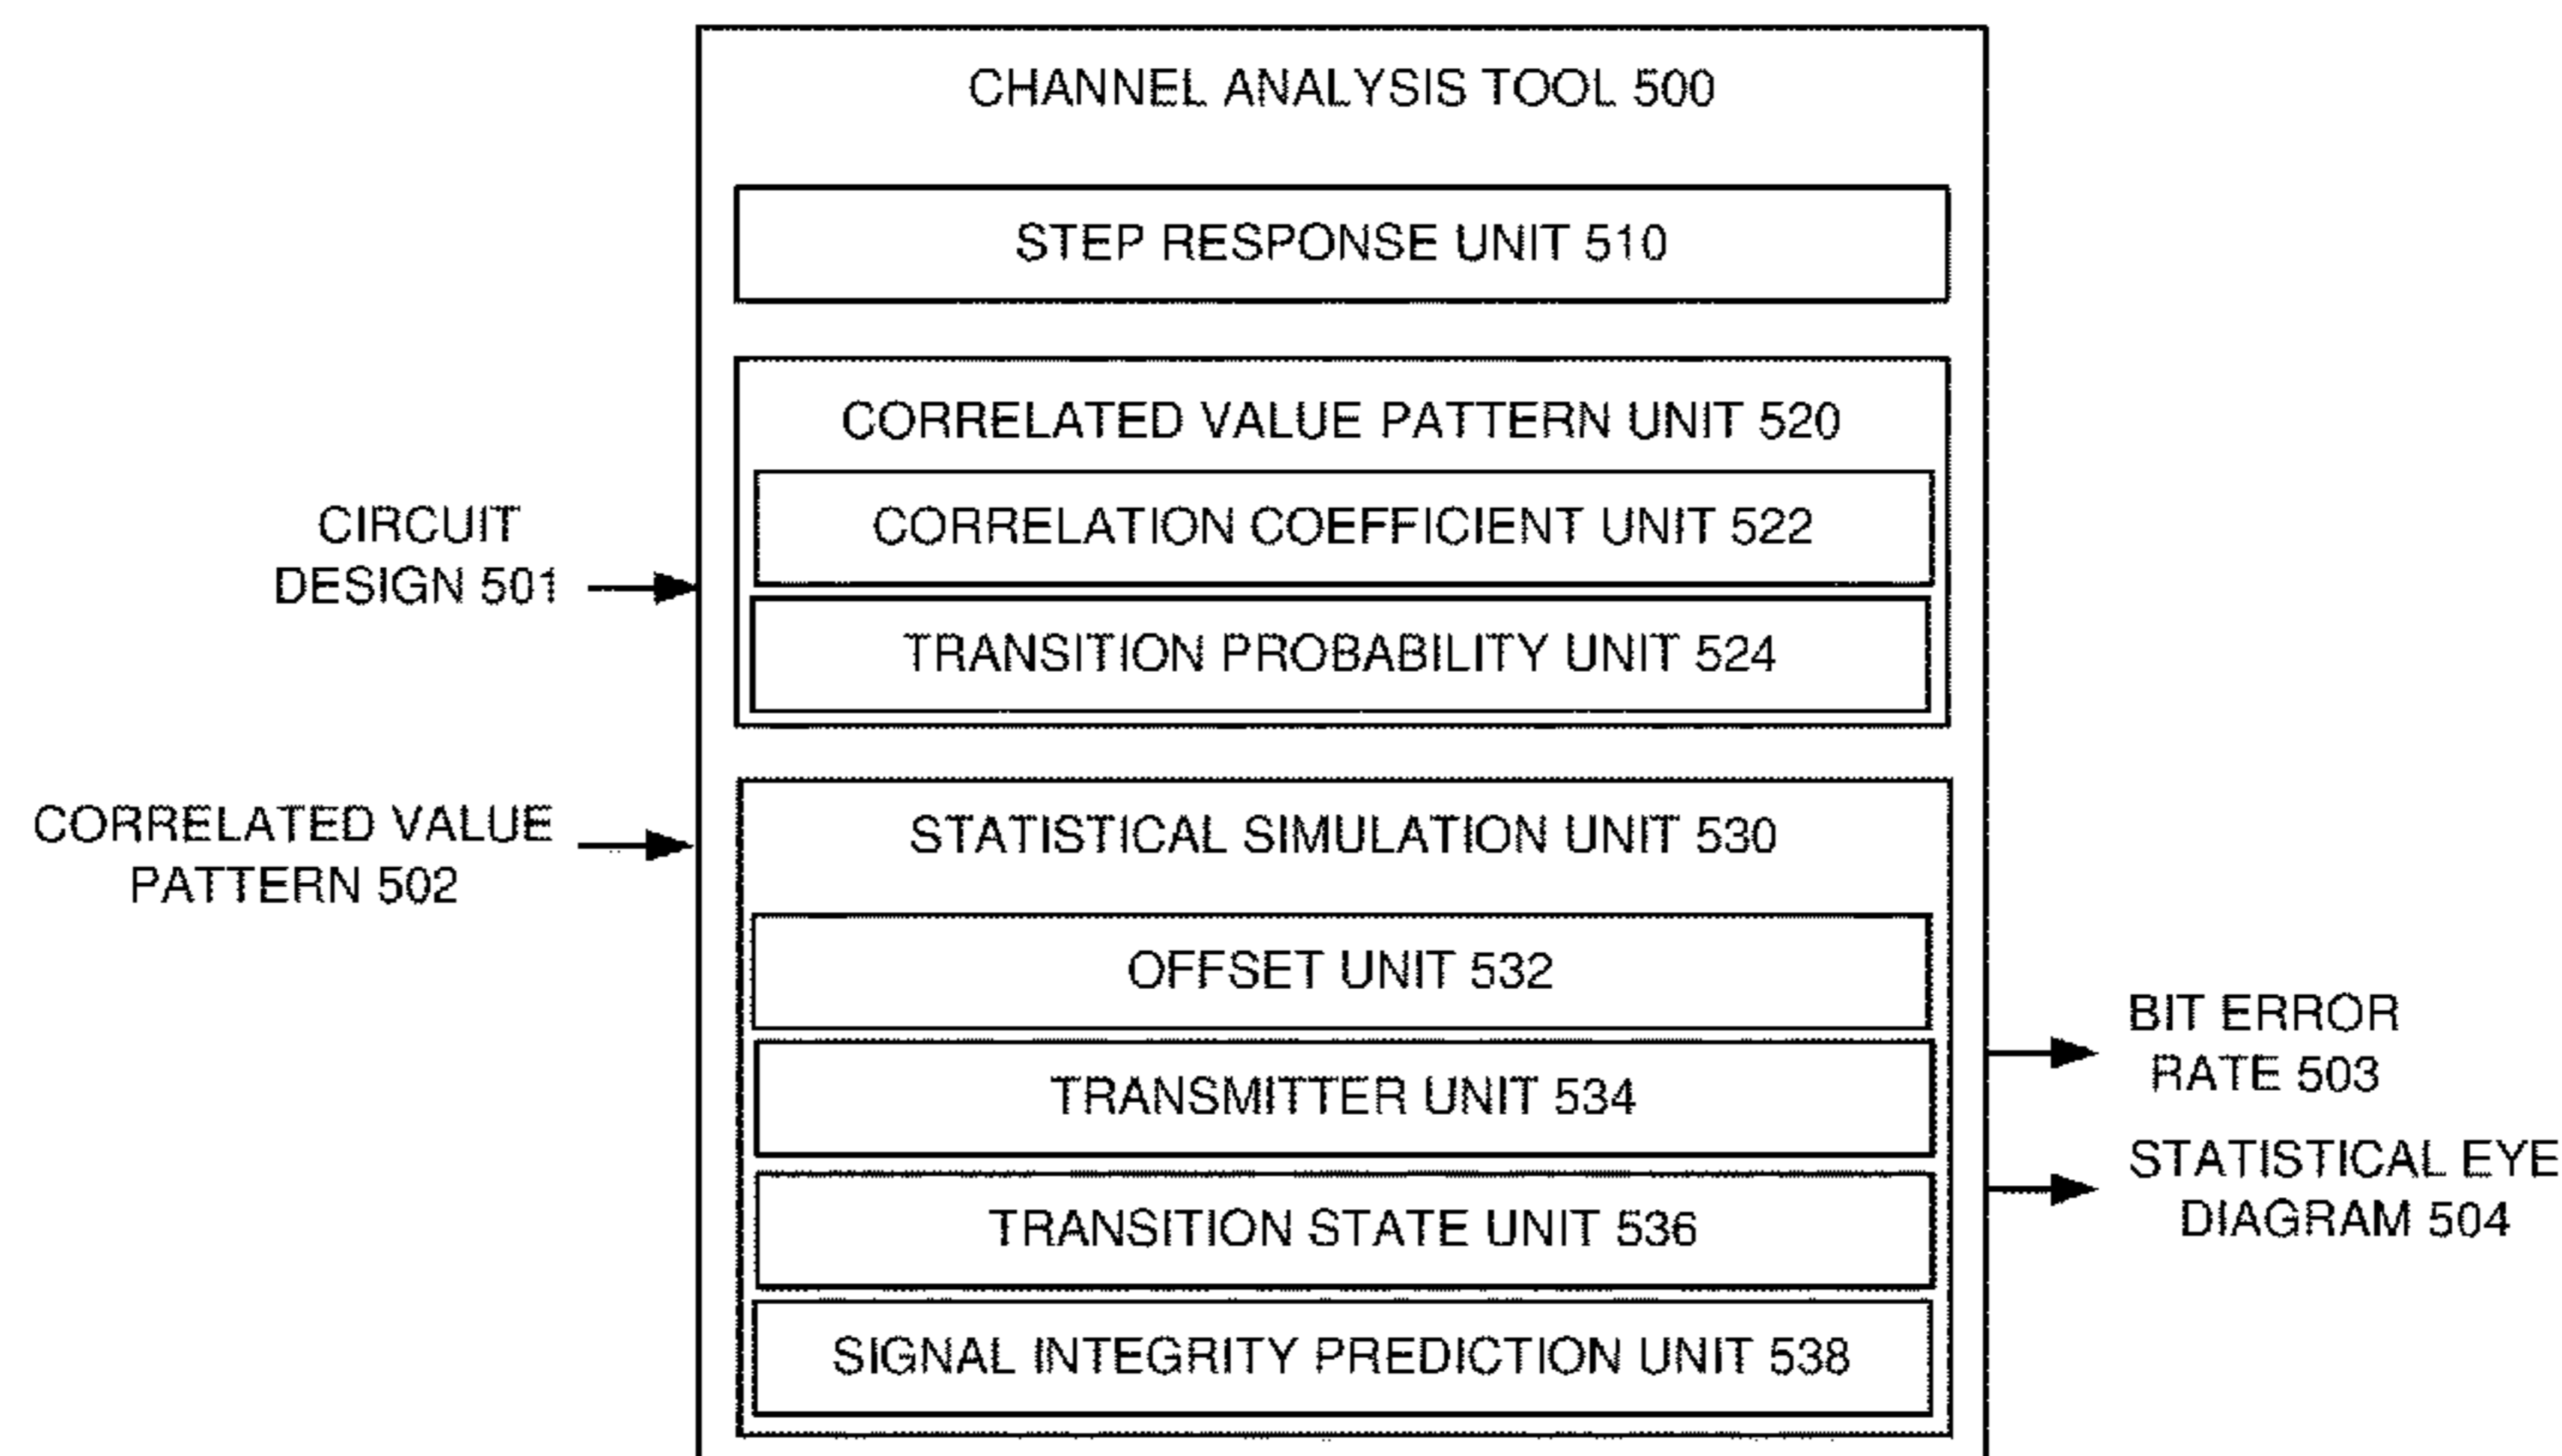 CHANNEL ANALYSIS TOOL 500
STEP RESPONSE UNIT 510
CORRELATED VALUE PATTERN UNIT 520
CORRELATION COEFFICIENT UNIT 522
TRANSITION PROBABILITY UNIT 524
CIRCUIT
DESIGN 501
CORRELATED VALUE
PATTERN 502
STATISTICAL SIMULATION UNIT 530
OFFSET UNIT 532
TRANSMITTER UNIT 534
TRANSITION STATE UNIT 536
SIGNAL INTEGRITY PREDICTION UNIT 538
BIT ERROR
RATE 503
STATISTICAL EYE
DIAGRAM 504